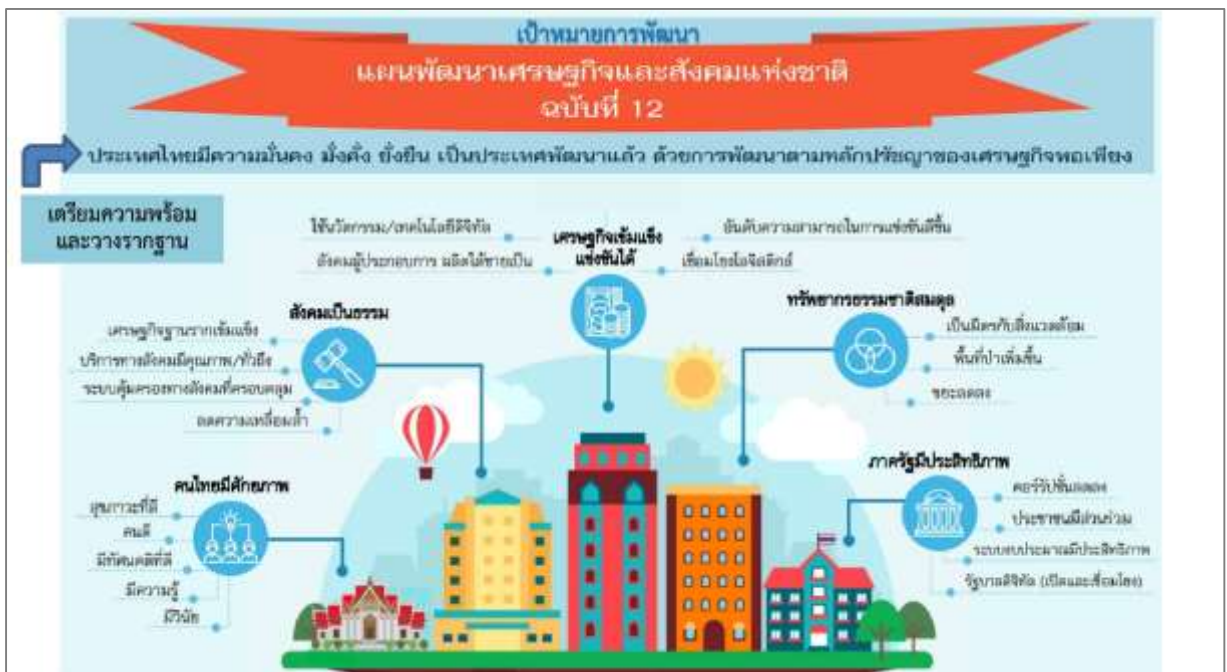 เป้าหมายการพัฒนา
แผนพัฒนาเศรษฐกิจและสังคมแห่งชาติ
ฉบับที่ 12
ประเทศไทยมีความมั่นคง มั่งคั่ง ยั่งยืน เป็นประเทศพัฒนาแล้ว ด้วยการพัฒนาตามหลักปรัชญาของเศรษฐกิจพอเพียง
เตรียมความพร้อม
และวางรากฐาน
เศรษฐกิจเข้มแข็ง
แข่งขันได้
ใช้นวัตกรรม/เทคโนโลยีดิจิทัล
สังคมผู้ประกอบการ ผลิตได้ขายเป็น
อันดับความสามารถในการแข่งขันดีขึ้น
เชื่อมโยงโลจิสติกส์
สังคมเป็นธรรม
เศรษฐกิจฐานรากเข้มแข็ง
บริการทางสังคมมีคุณภาพ/ทั่วถึง
ระบบคุ้มครองทางสังคมที่ครอบคลุม
ลดความเหลื่อมล้ำ
ทรัพยากรธรรมชาติสมดุล
เป็นมิตรกับสิ่งแวดล้อม
พื้นที่ป่าเพิ่มขึ้น
ขยะลดลง
คนไทยมีศักยภาพ
สุขภาวะที่ดี
คนดี
มีทัศนคติที่ดี
มีความรู้
มีวินัย
ภาครัฐมีประสิทธิภาพ
คอร์รัปชั่นลดลง
ประชาชนมีส่วนร่วม
ระบบงบประมาณมีประสิทธิภาพ
รัฐบาลดิจิทัล (เปิดและเชื่อมโยง)